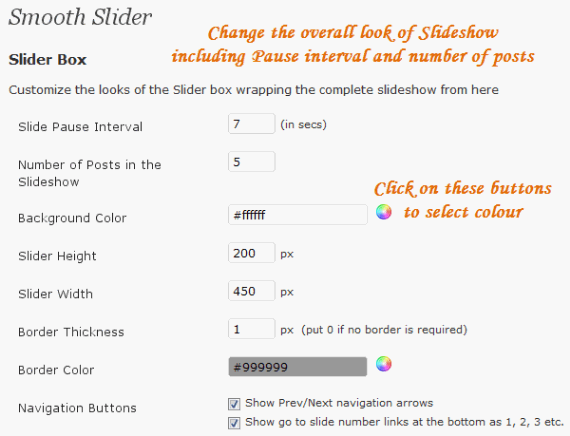 Smooth Slider
Change the overall look of Slideshow
including Pause interval and number of posts
Slider Box
Customize the looks of the Slider box wrapping the complete slideshow from here
Slide Pause Interval 7 (in secs)
Number of Posts in the 5
Slideshow
Click on these buttons
to select colour
Background Color #ffffff
Slider Height 200 px
Slider Width 450 px
Border Thickness 1 px (put 0 if no border is required)
Border Color #999999
Navigation Buttons Show Prev/Next navigation arrows
Show go to slide number links at the bottom as 1, 2, 3 etc.